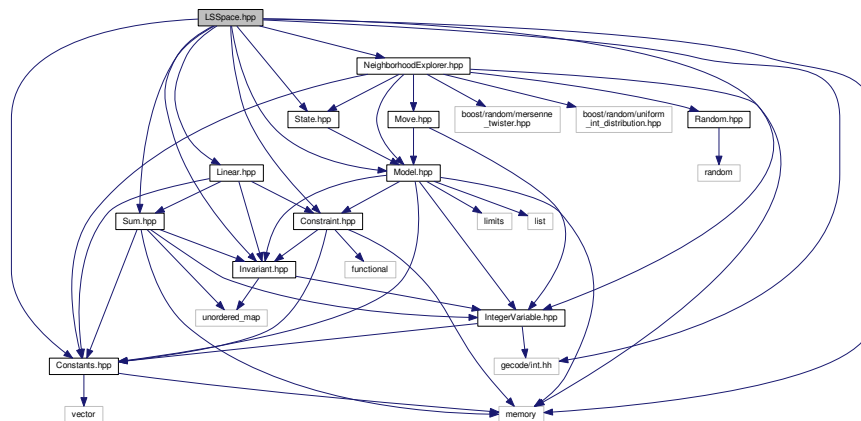 LSSpace.hpp
NeighborhoodExplorer.hpp
State.hpp
Move.hpp
boost/random/mersenne
_twister.hpp
boost/random/uniform
_int_distribution.hpp
Random.hpp
Linear.hpp
Model.hpp
random
Sum.hpp
Constraint.hpp
limits
list
Invariant.hpp
functional
unordered_map
IntegerVariable.hpp
Constants.hpp
gecode/int.hh
vector
memory